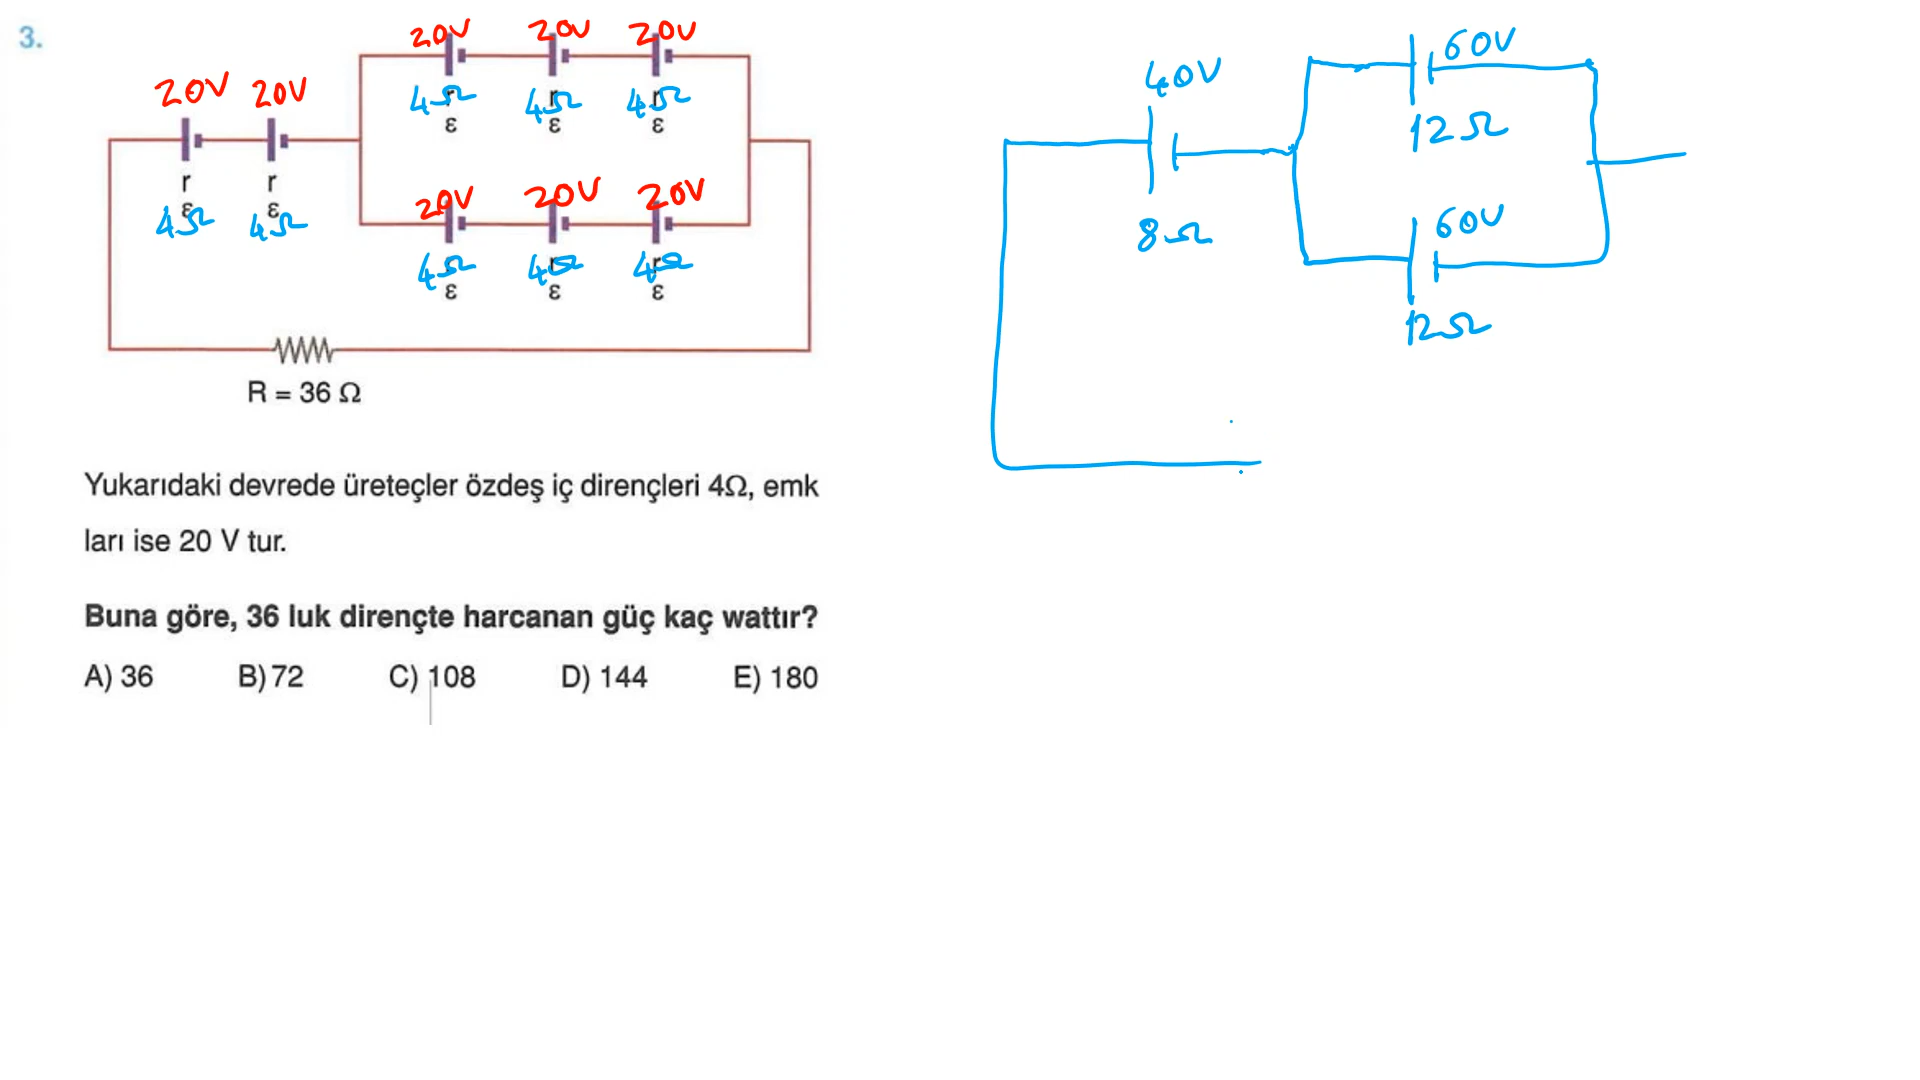 3.
20V 20V 20V
4Ω 4Ω 4Ω
ε ε ε
20V 20V
r r
ε ε
4Ω 4Ω
20V 20V 20V
4Ω 4Ω 4Ω
ε ε ε
R = 36 Ω
Yukarıdaki devrede üreteçler özdeş iç dirençleri 4Ω, emk
ları ise 20 V tur.
Buna göre, 36 luk dirençte harcanan güç kaç wattır?
A) 36 B) 72 C) 108 D) 144 E) 180
40V
8Ω
60V
12Ω
60V
12Ω